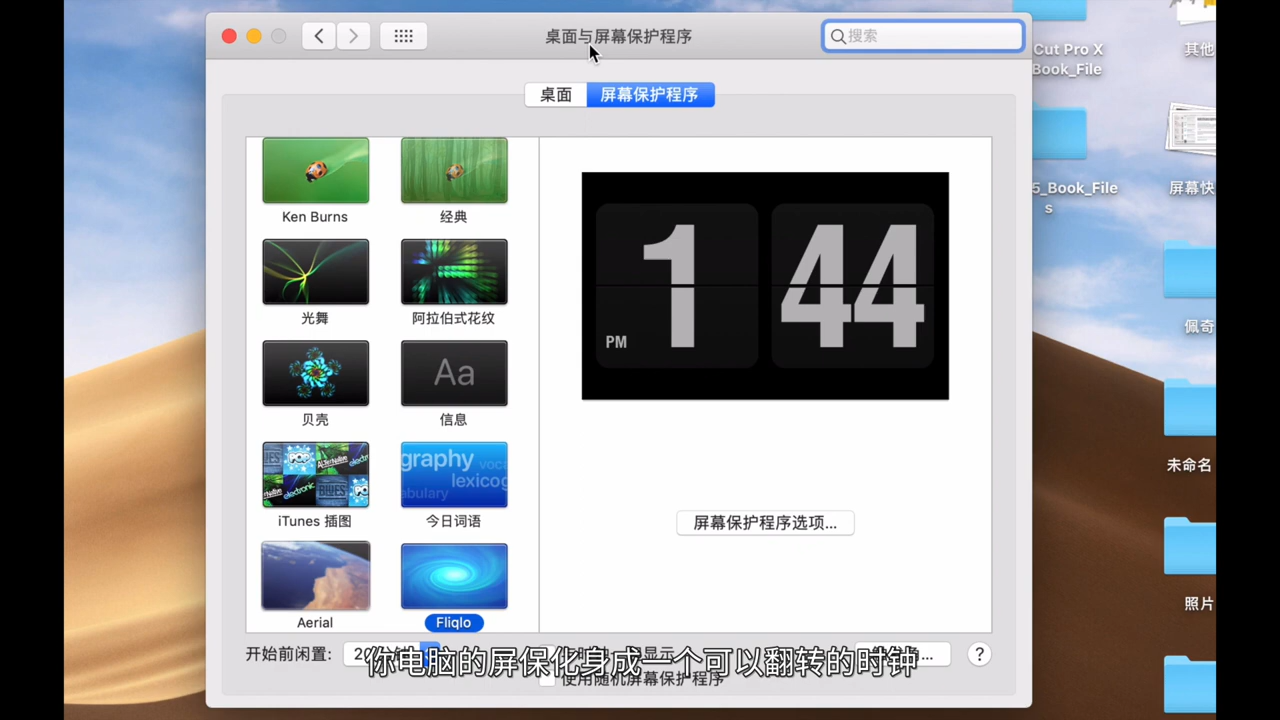 桌面与屏幕保护程序
搜索
桌面
屏幕保护程序
Ken Burns
经典
光舞
阿拉伯式花纹
贝壳
Aa
信息
iTunes 插图
graphy
lexicog
abulary
今日词语
Aerial
Fliqlo
1
44
PM
屏幕保护程序选项...
开始前闲置:
你电脑的屏保化身成一个可以翻转的时钟
使用随机屏幕保护程序
?
Cut Pro X
Book_File
其他
5_Book_File
s
屏幕快
佩奇
未命名
照片